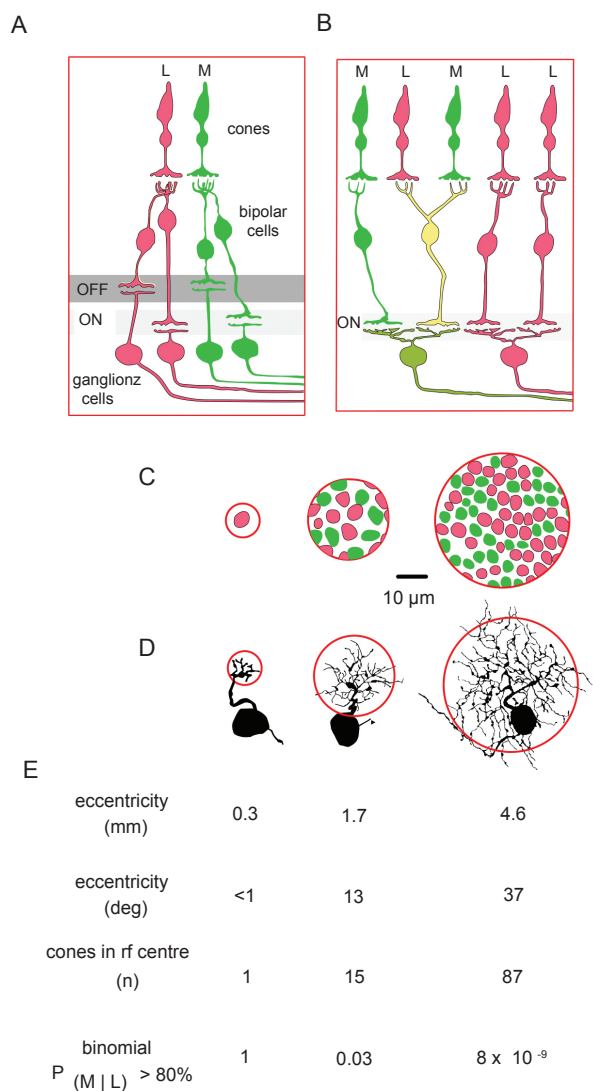 A
B
L M
M L M L L
cones
bipolar
cells
OFF
ON
ON
ganglionz
cells
C
10 µm
D
E
eccentricity
(mm)
0.3 1.7 4.6
eccentricity
(deg)
<1 13 37
cones in rf centre
(n)
1 15 87
binomial
P (M | L) > 80%
1 0.03 8 x 10 -9